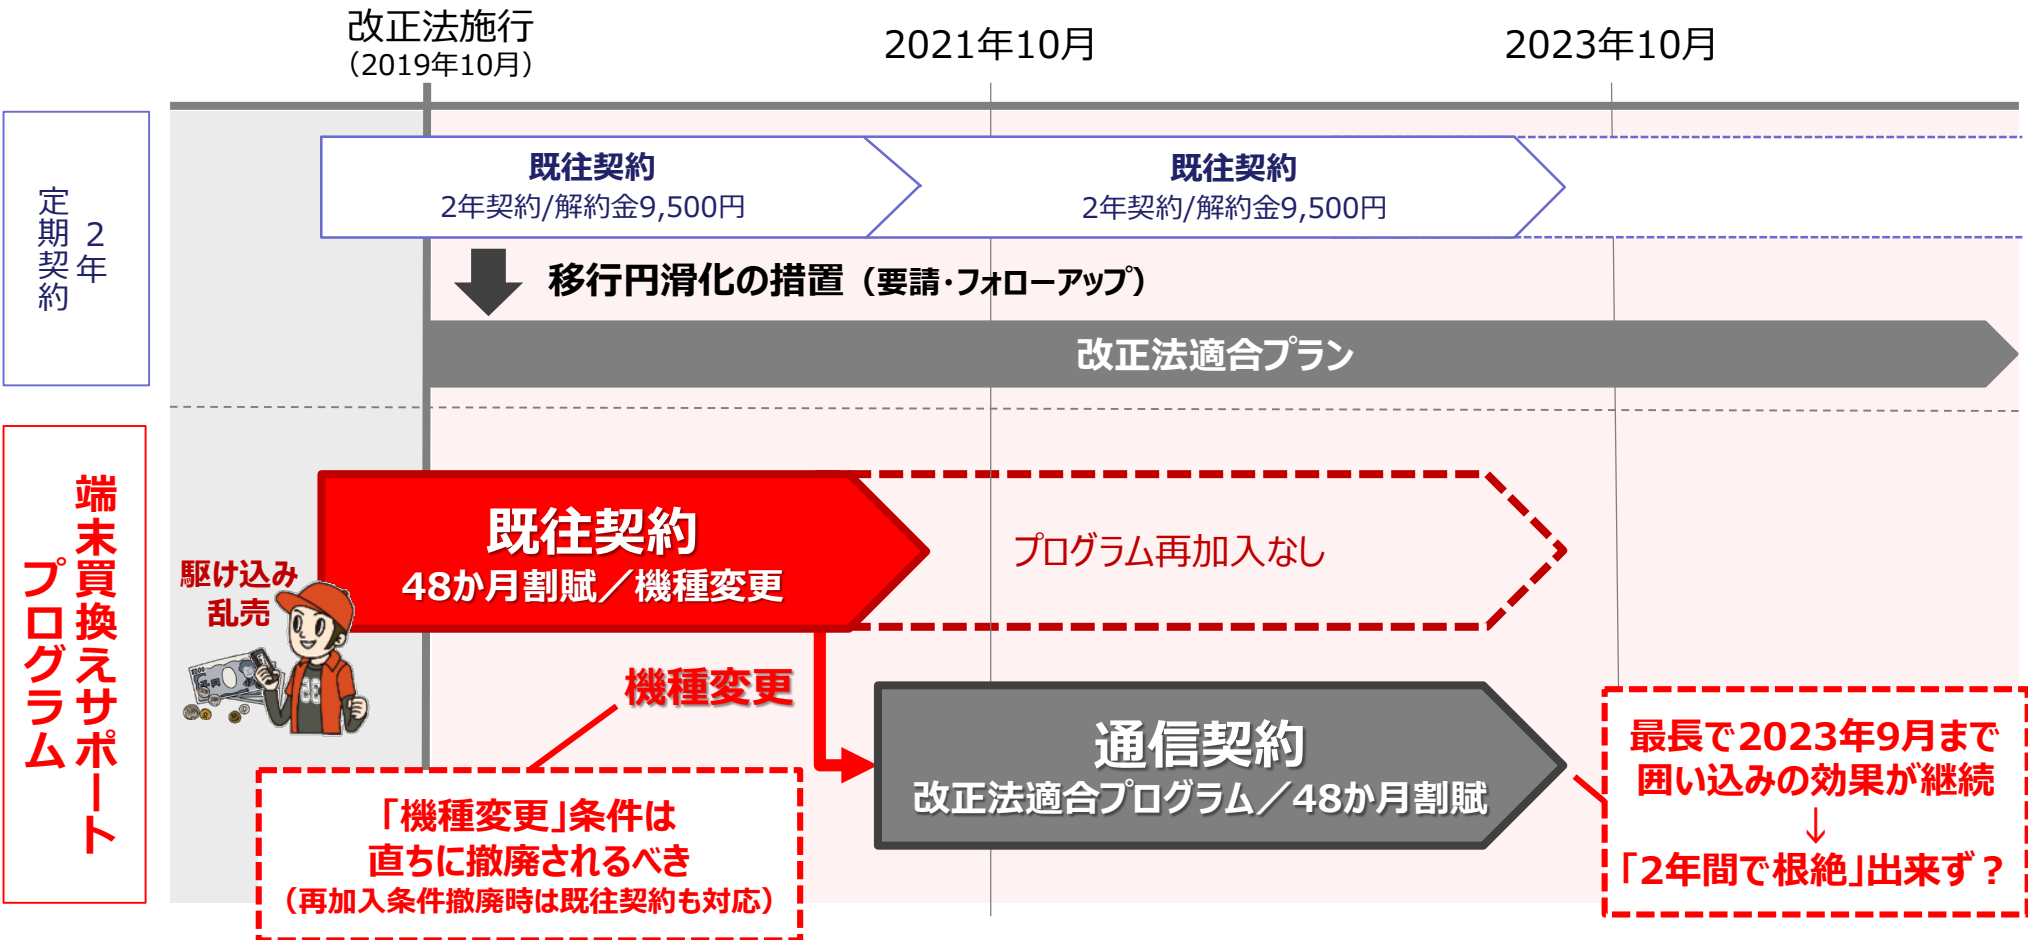 改正法施行
（2019年10月）
2021年10月
2023年10月
2年
定期契約
既往契約
2年契約/解約金9,500円
既往契約
2年契約/解約金9,500円
移行円滑化の措置（要請・フォローアップ）
改正法適合プラン
端末買換えサポート
プログラム
駆け込み
乱売
既往契約
48か月割賦／機種変更
プログラム再加入なし
機種変更
通信契約
改正法適合プログラム／48か月割賦
「機種変更」条件は
直ちに撤廃されるべき
（再加入条件撤廃時は既往契約も対応）
最長で2023年9月まで
囲い込みの効果が継続
↓
「2年間で根絶」出来ず？